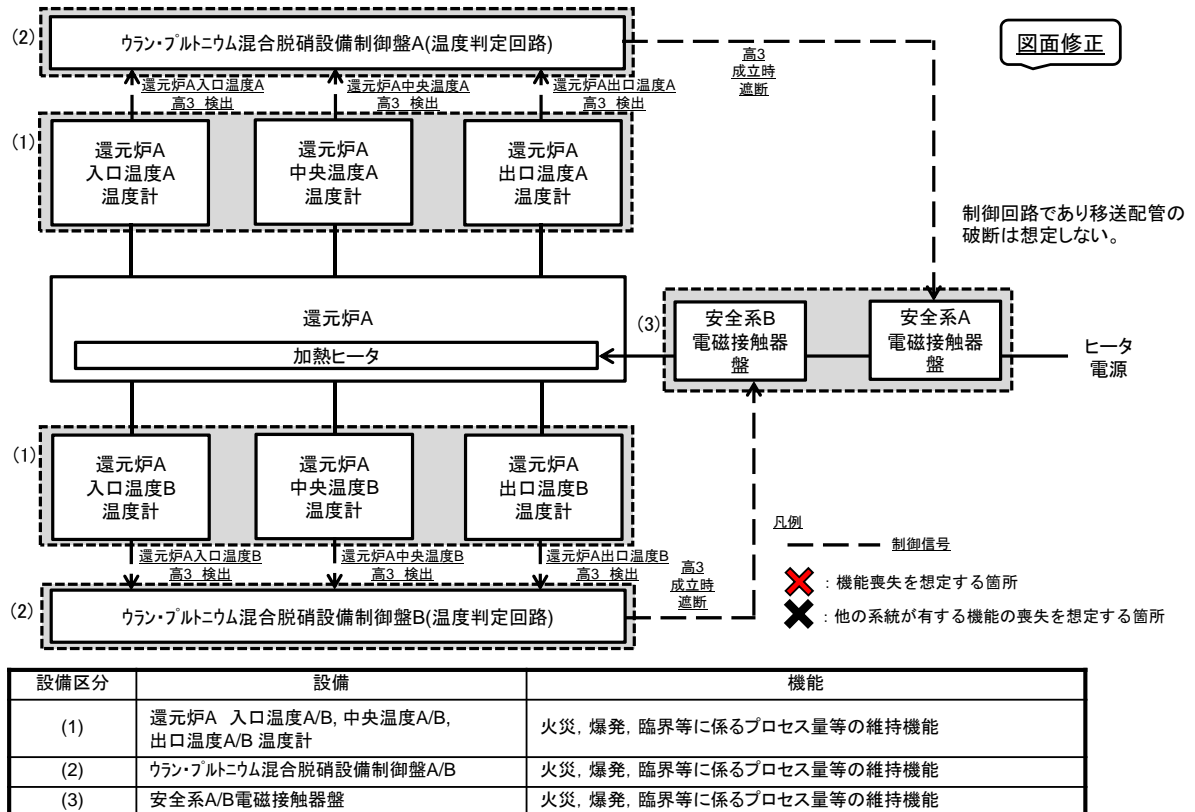 図面修正
(2)
ウラン・プルトニウム混合脱硝設備制御盤A(温度判定回路)
高3
成立時
遮断
還元炉A入口温度A
高3 検出
還元炉A中央温度A
高3 検出
還元炉A出口温度A
高3 検出
(1)
還元炉A
入口温度A
温度計
還元炉A
中央温度A
温度計
還元炉A
出口温度A
温度計
制御回路であり移送配管の
破断は想定しない。
還元炉A
加熱ヒータ
(3)
安全系B
電磁接触器
盤
安全系A
電磁接触器
盤
ヒータ
電源
(1)
還元炉A
入口温度B
温度計
還元炉A
中央温度B
温度計
還元炉A
出口温度B
温度計
還元炉A入口温度B
高3 検出
還元炉A中央温度B
高3 検出
還元炉A出口温度B
高3 検出
高3
成立時
遮断
(2)
ウラン・プルトニウム混合脱硝設備制御盤B(温度判定回路)
凡例
制御信号
：機能喪失を想定する箇所
：他の系統が有する機能の喪失を想定する箇所
設備区分 設備 機能
(1) 還元炉A 入口温度A/B, 中央温度A/B,
出口温度A/B 温度計 火災, 爆発, 臨界等に係るプロセス量等の維持機能
(2) ウラン・プルトニウム混合脱硝設備制御盤A/B 火災, 爆発, 臨界等に係るプロセス量等の維持機能
(3) 安全系A/B電磁接触器盤 火災, 爆発, 臨界等に係るプロセス量等の維持機能